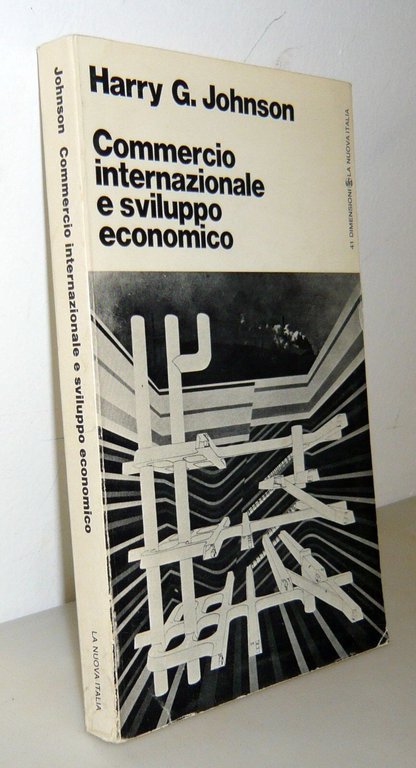 Harry G. Johnson
Commercio
internazionale
e sviluppo
economico
41 DIMENSIONI LA NUOVA ITALIA
Johnson Commercio internazionale e sviluppo economico
LA NUOVA ITALIA